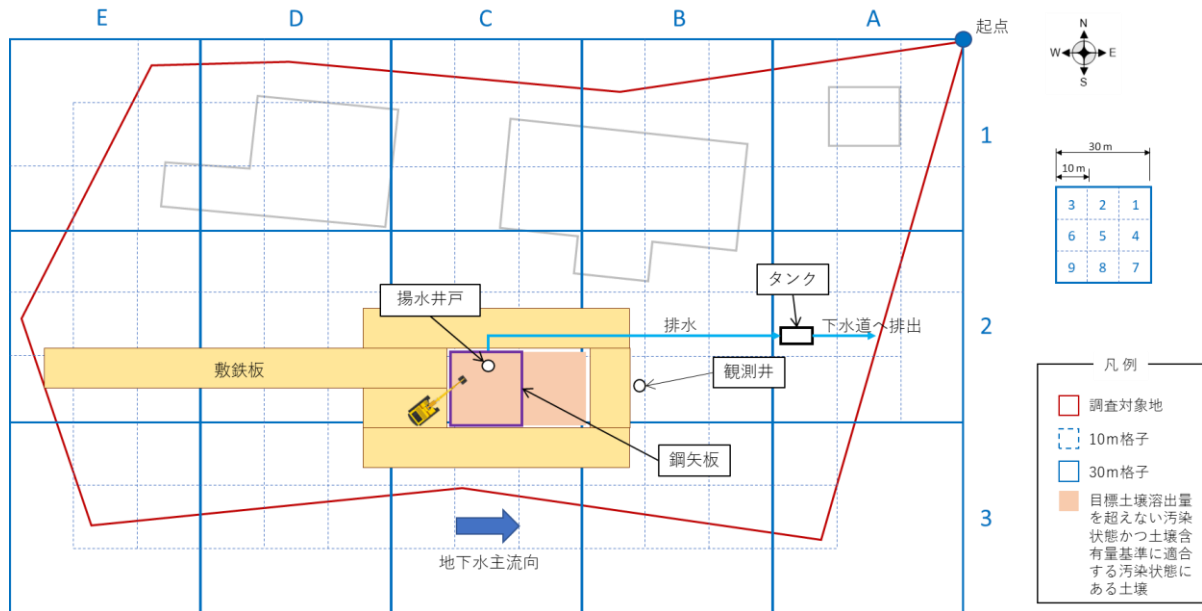 E
D
C
B
A
起点
N
W
E
S
1
30 m
10 m
3
2
1
6
5
4
9
8
7
タンク
揚水井戸
排水
下水道へ排出
2
敷鉄板
観測井
凡 例
調査対象地
鋼矢板
10m格子
30m格子
目標土壌溶出量
を超えない汚染
状態かつ土壌含
有量基準に適合
する汚染状態に
ある土壌
3
地下水主流向